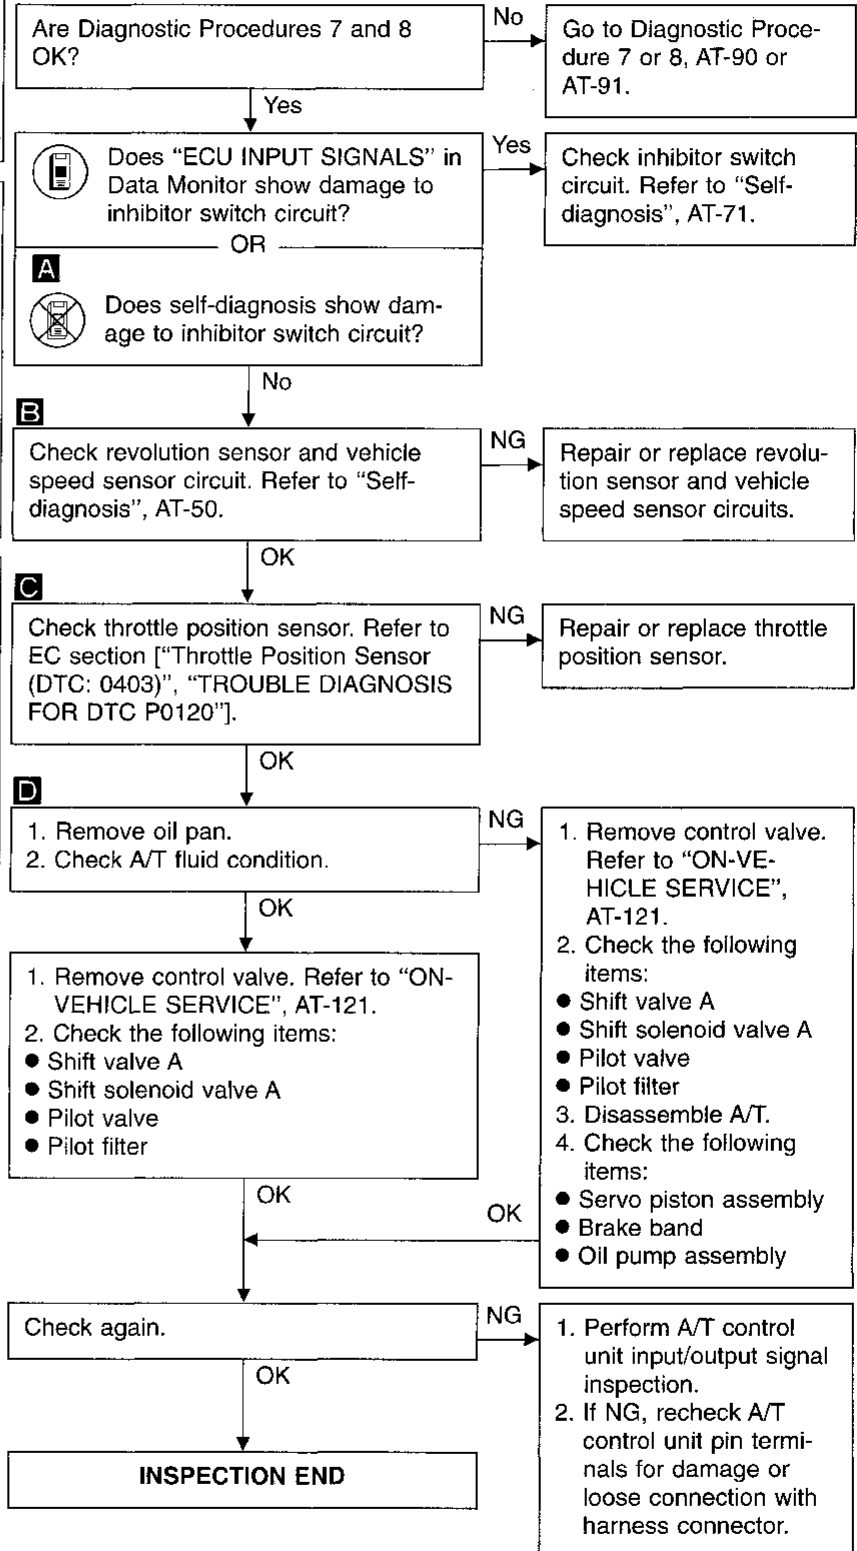 Are Diagnostic Procedures 7 and 8
OK?
No
Go to Diagnostic Proce-
dure 7 or 8, AT-90 or
AT-91.
Yes
Does “ECU INPUT SIGNALS” in
Data Monitor show damage to
inhibitor switch circuit?
Yes
Check inhibitor switch
circuit. Refer to “Self-
diagnosis”, AT-71.
OR
A
Does self-diagnosis show dam-
age to inhibitor switch circuit?
No
B
Check revolution sensor and vehicle
speed sensor circuit. Refer to “Self-
diagnosis”, AT-50.
NG
Repair or replace revolu-
tion sensor and vehicle
speed sensor circuits.
OK
C
Check throttle position sensor. Refer to
EC section [“Throttle Position Sensor
(DTC: 0403)”, “TROUBLE DIAGNOSIS
FOR DTC P0120”].
NG
Repair or replace throttle
position sensor.
OK
D
1. Remove oil pan.
2. Check A/T fluid condition.
NG
1. Remove control valve.
Refer to “ON-VE-
HICLE SERVICE”,
AT-121.
2. Check the following
items:
● Shift valve A
● Shift solenoid valve A
● Pilot valve
● Pilot filter
3. Disassemble A/T.
4. Check the following
items:
● Servo piston assembly
● Brake band
● Oil pump assembly
OK
1. Remove control valve. Refer to “ON-
VEHICLE SERVICE”, AT-121.
2. Check the following items:
● Shift valve A
● Shift solenoid valve A
● Pilot valve
● Pilot filter
OK
OK
Check again.
NG
1. Perform A/T control
unit input/output signal
inspection.
2. If NG, recheck A/T
control unit pin termi-
nals for damage or
loose connection with
harness connector.
OK
INSPECTION END